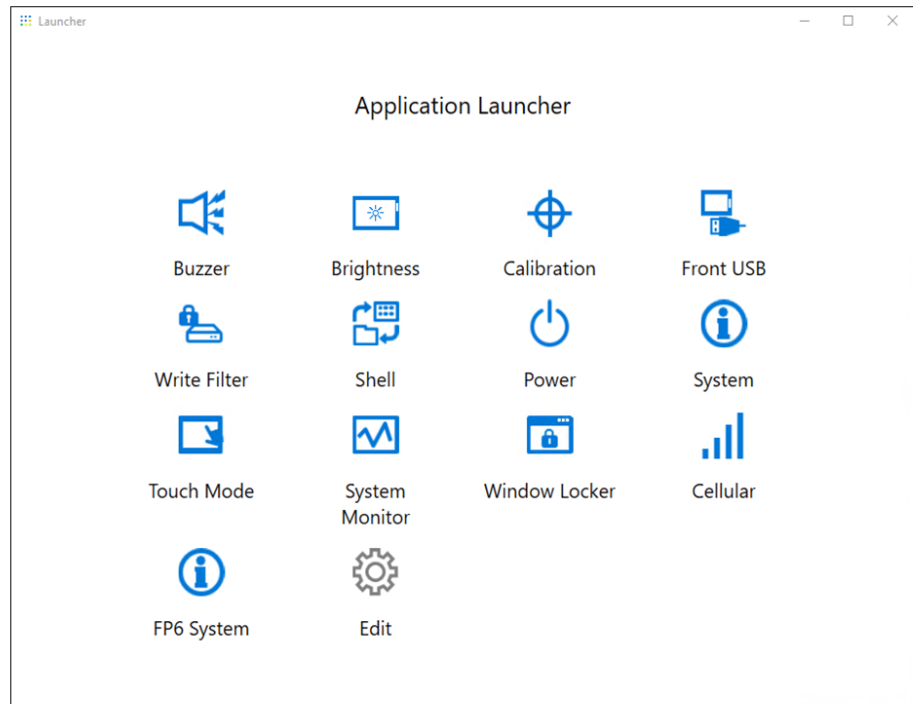 Launcher
Application Launcher
Buzzer
Brightness
Calibration
Front USB
Write Filter
Shell
Power
System
Touch Mode
System
Monitor
Window Locker
Cellular
FP6 System
Edit